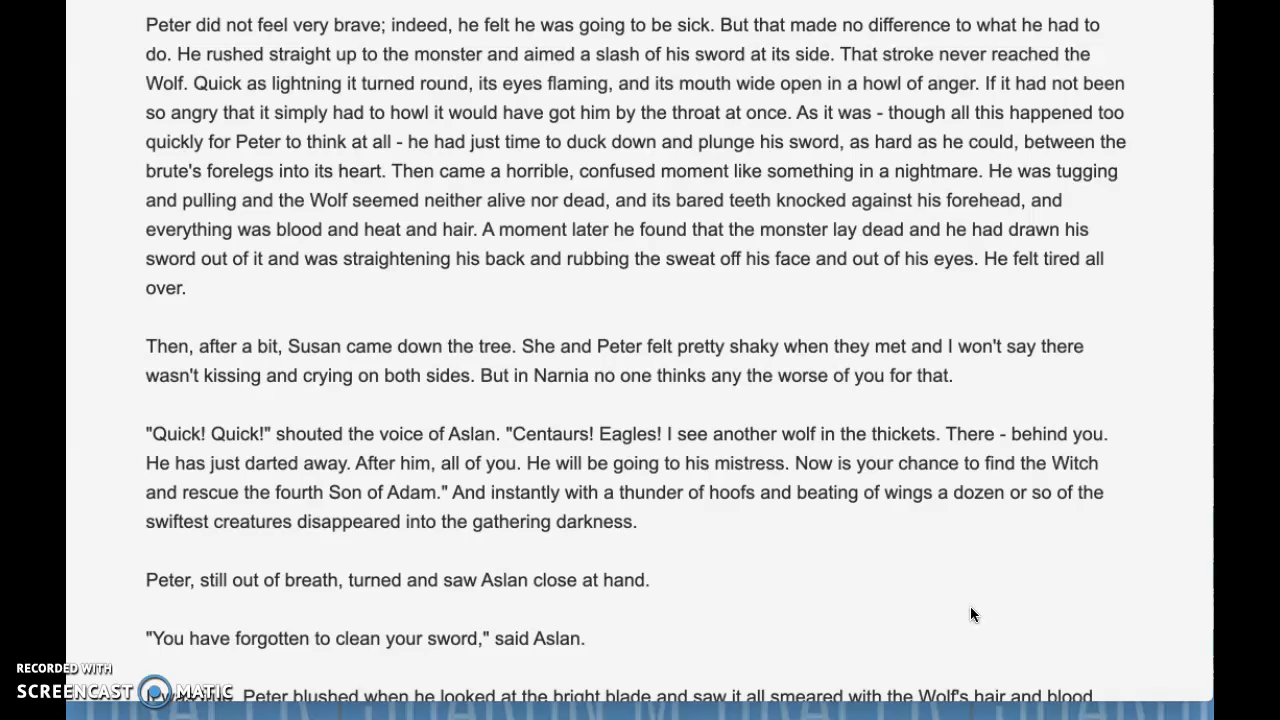 Peter did not feel very brave; indeed, he felt he was going to be sick. But that made no difference to what he had to
do. He rushed straight up to the monster and aimed a slash of his sword at its side. That stroke never reached the
Wolf. Quick as lightning it turned round, its eyes flaming, and its mouth wide open in a howl of anger. If it had not been
so angry that it simply had to howl it would have got him by the throat at once. As it was - though all this happened too
quickly for Peter to think at all - he had just time to duck down and plunge his sword, as hard as he could, between the
brute's forelegs into its heart. Then came a horrible, confused moment like something in a nightmare. He was tugging
and pulling and the Wolf seemed neither alive nor dead, and its bared teeth knocked against his forehead, and
everything was blood and heat and hair. A moment later he found that the monster lay dead and he had drawn his
sword out of it and was straightening his back and rubbing the sweat off his face and out of his eyes. He felt tired all
over.
Then, after a bit, Susan came down the tree. She and Peter felt pretty shaky when they met and I won't say there
wasn't kissing and crying on both sides. But in Narnia no one thinks any the worse of you for that.
"Quick! Quick!" shouted the voice of Aslan. "Centaurs! Eagles! I see another wolf in the thickets. There - behind you.
He has just darted away. After him, all of you. He will be going to his mistress. Now is your chance to find the Witch
and rescue the fourth Son of Adam." And instantly with a thunder of hoofs and beating of wings a dozen or so of the
swiftest creatures disappeared into the gathering darkness.
Peter, still out of breath, turned and saw Aslan close at hand.
"You have forgotten to clean your sword," said Aslan.
Peter blushed when he looked at the bright blade and saw it all smeared with the Wolf's hair and blood
RECORDED WITH
SCREENCAST MATIC